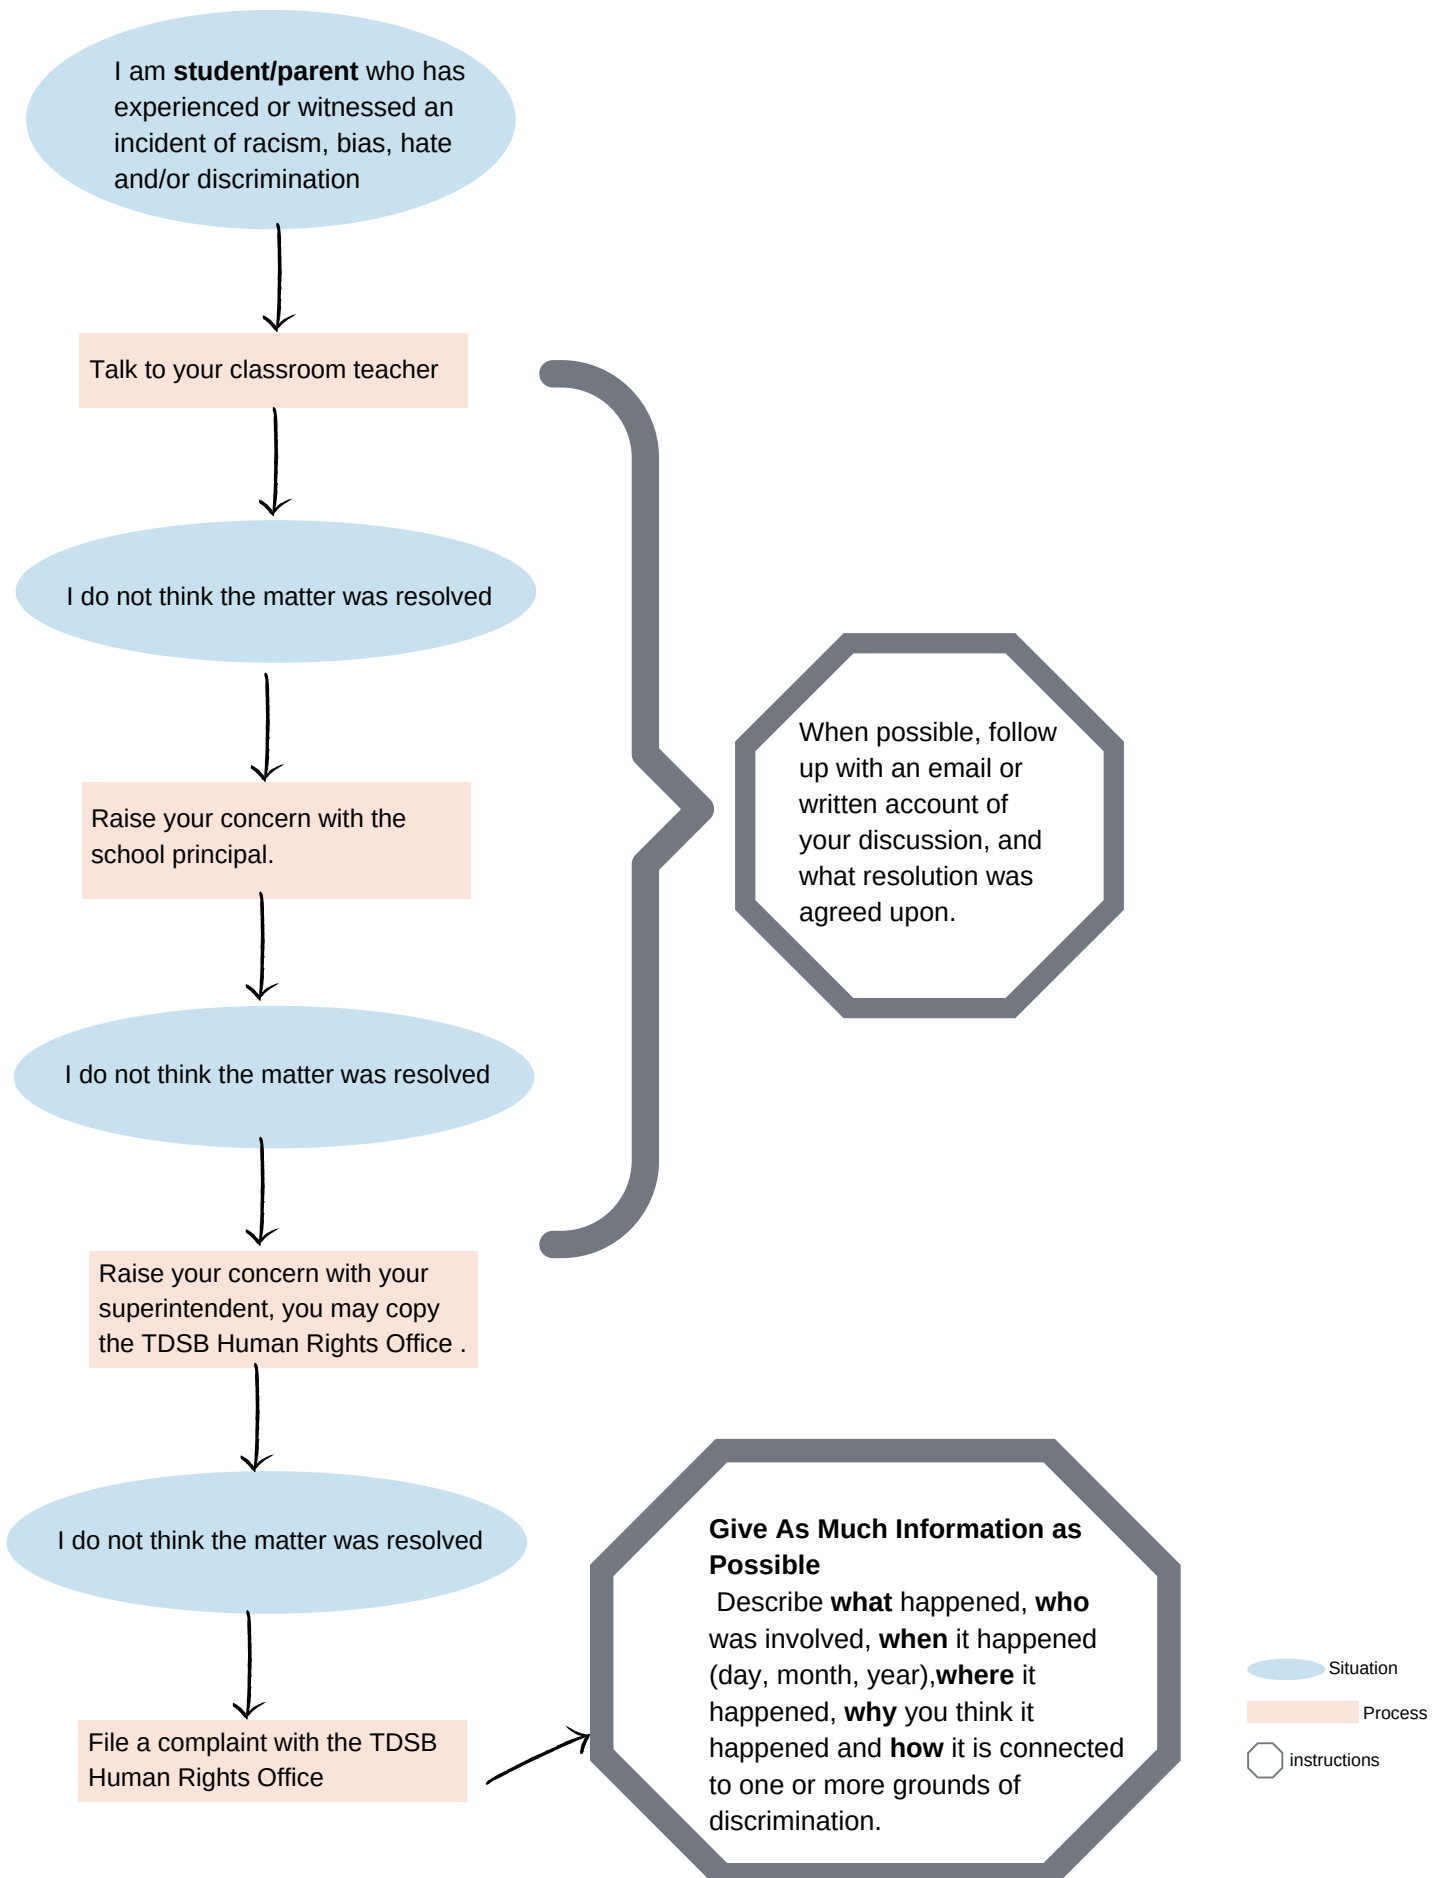 I am student/parent who has
experienced or witnessed an
incident of racism, bias, hate
and/or discrimination
Talk to your classroom teacher
I do not think the matter was resolved
Raise your concern with the
school principal.
When possible, follow
up with an email or
written account of
your discussion, and
what resolution was
agreed upon.
I do not think the matter was resolved
Raise your concern with your
superintendent, you may copy
the TDSB Human Rights Office .
I do not think the matter was resolved
File a complaint with the TDSB
Human Rights Office
Give As Much Information as
Possible
Describe what happened, who
was involved, when it happened
(day, month, year),where it
happened, why you think it
happened and how it is connected
to one or more grounds of
discrimination.
Situation
Process
instructions